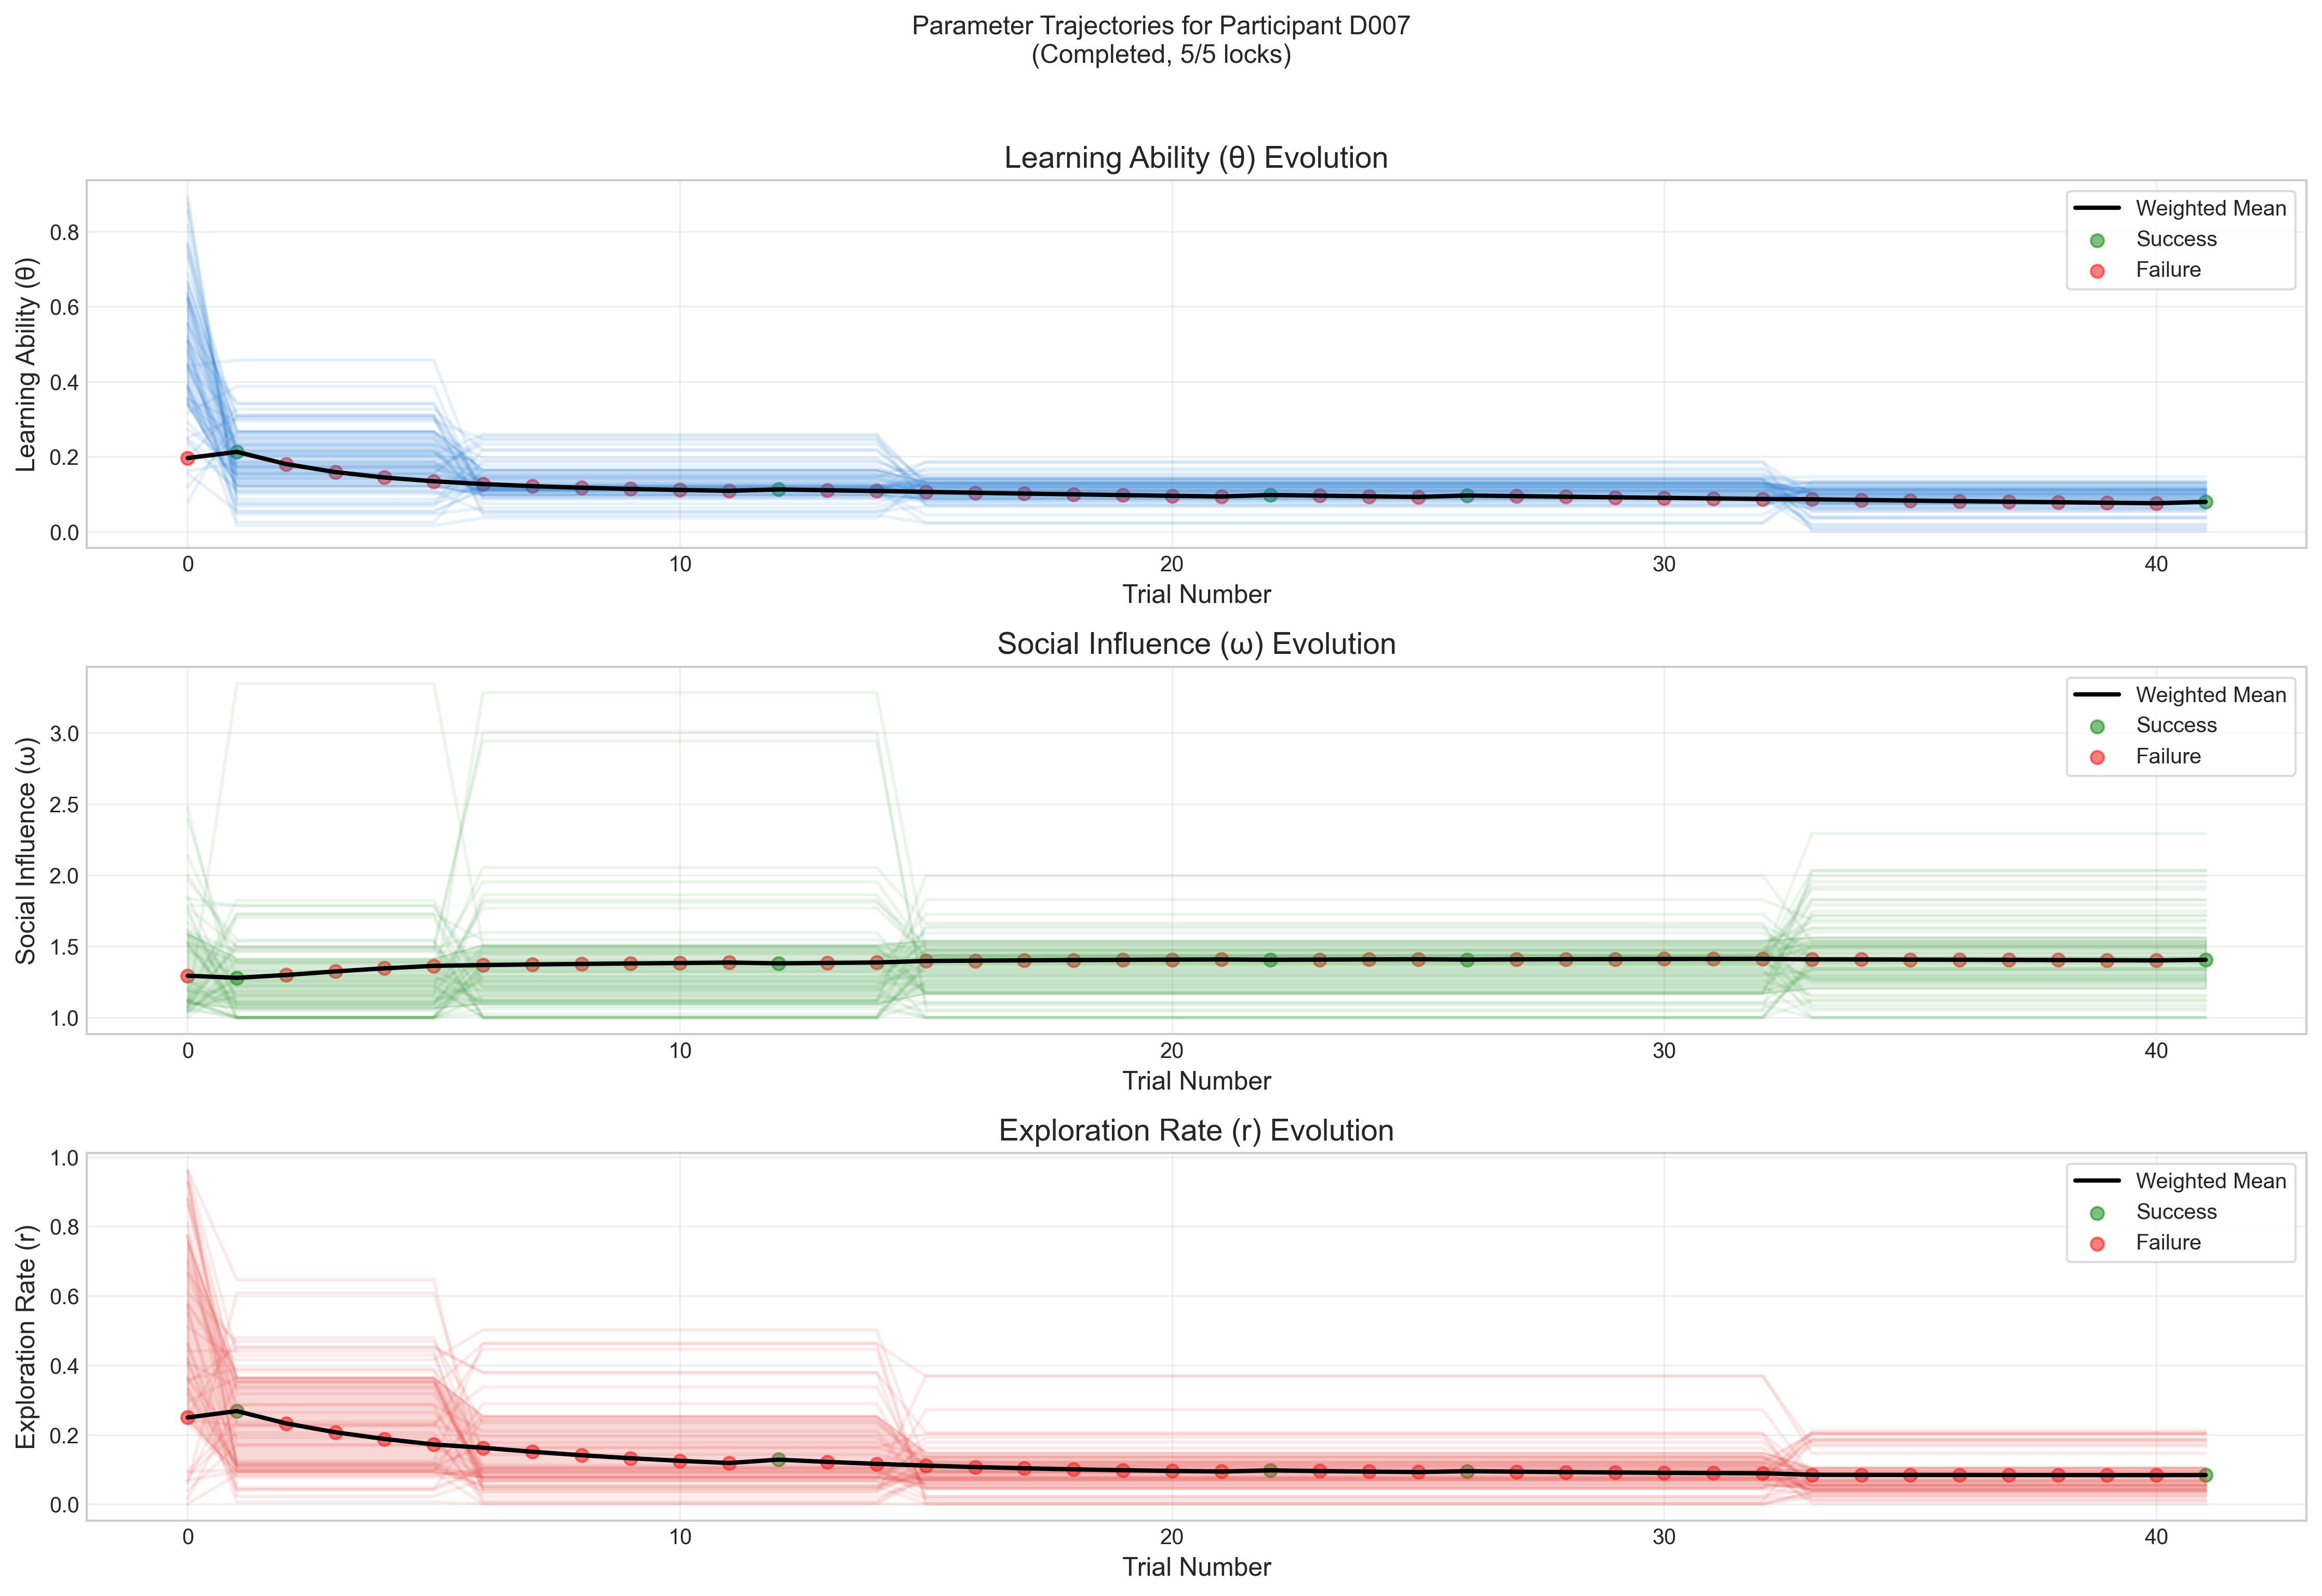 Parameter Trajectories for Participant D007
(Completed, 5/5 locks)
Learning Ability (θ) Evolution
Learning Ability (θ)
0.8
0.6
0.4
0.2
0.0
Weighted Mean
Success
Failure
0 10 20 30 40
Trial Number
Social Influence (ω) Evolution
Social Influence (ω)
3.0
2.5
2.0
1.5
1.0
Weighted Mean
Success
Failure
0 10 20 30 40
Trial Number
Exploration Rate (r) Evolution
Exploration Rate (r)
1.0
0.8
0.6
0.4
0.2
0.0
Weighted Mean
Success
Failure
0 10 20 30 40
Trial Number